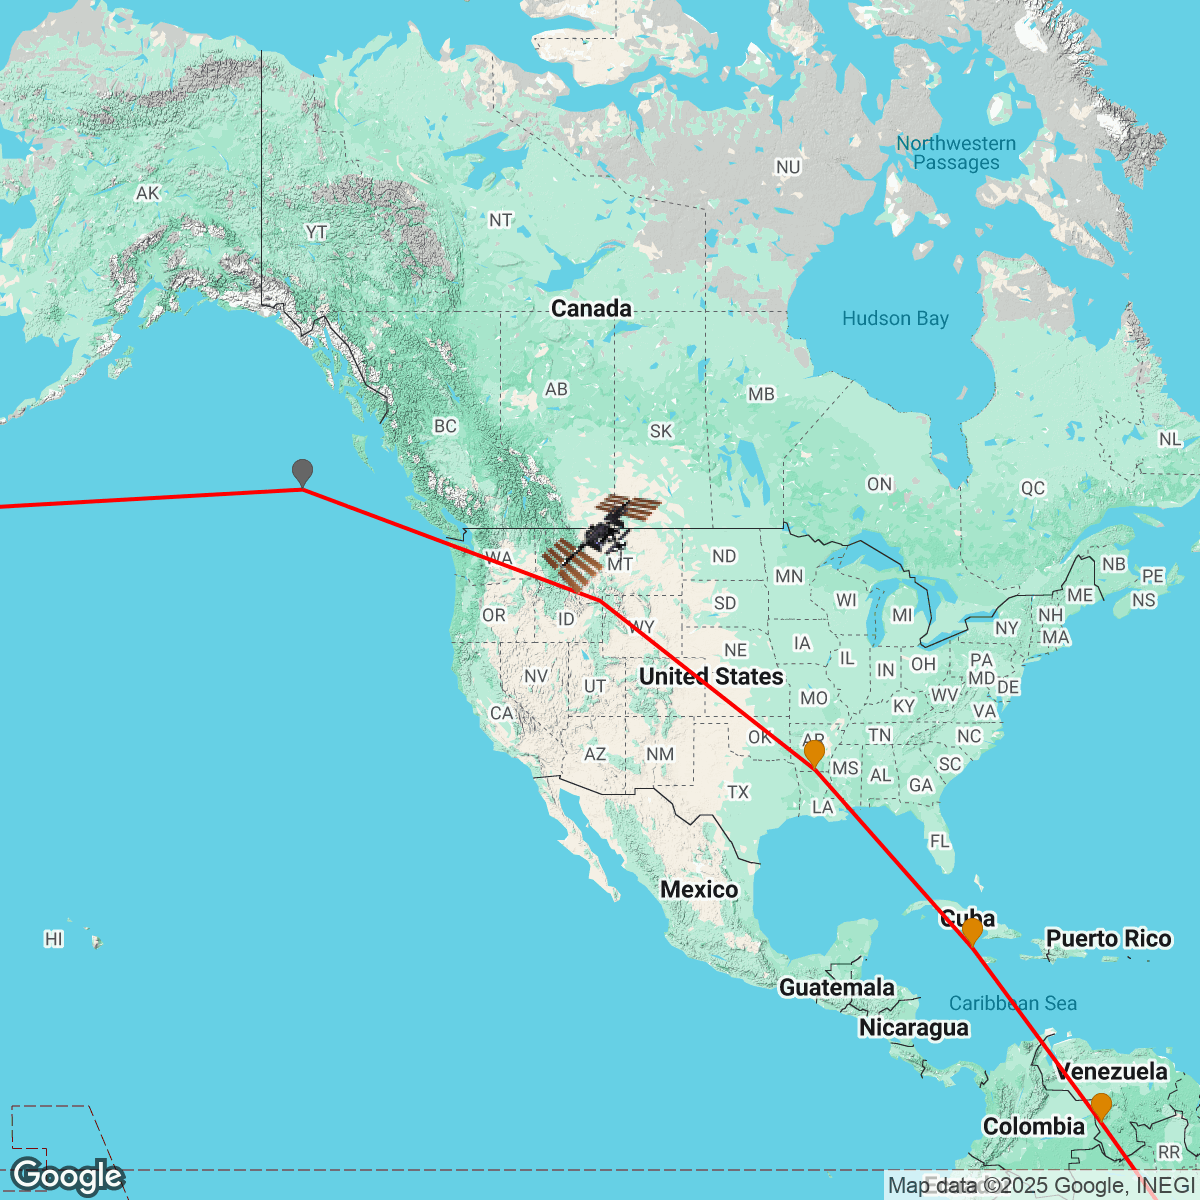 Northwestern
Passages
NU
AK
NT
YT
Canada
Hudson Bay
AB
MB
BC
SK
NL
ON
QC
WA
MT
ND
NB
MN
PE
ME
NS
OR
ID
WY
SD
WI
MI
NH
NY
MA
NE
IA
IL
IN
OH
PA
NV
UT
United States
MD
DE
CA
MO
KY
WV
VA
AZ
NM
OK
AR
TN
NC
TX
MS
AL
SC
GA
LA
FL
Mexico
Cuba
HI
Puerto Rico
Guatemala
Caribbean Sea
Nicaragua
Venezuela
Colombia
RR
Google
Map data ©2025 Google, INEGI